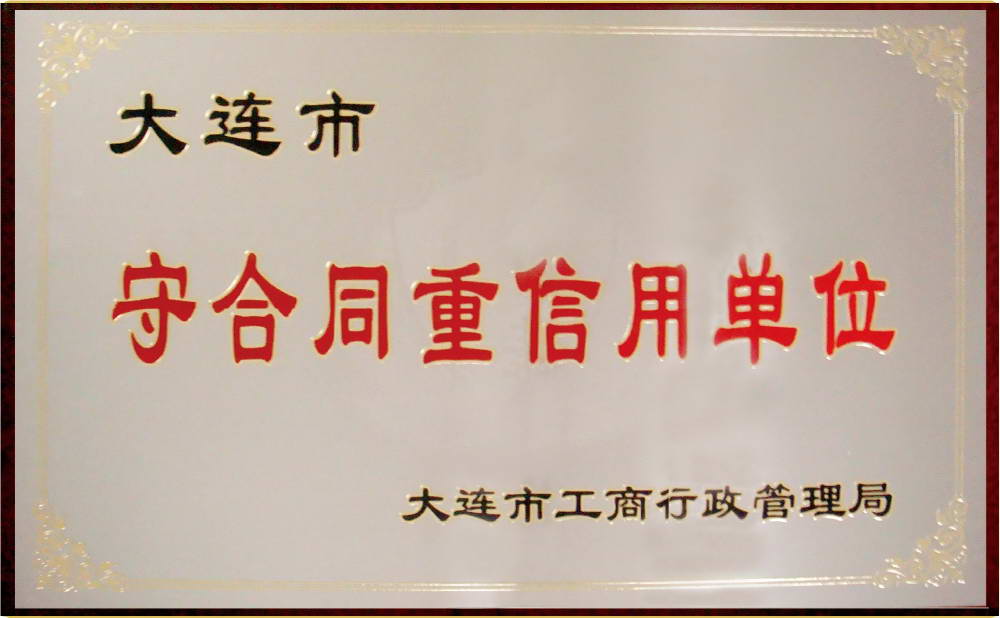 大连市
守合同重信用单位
大连市工商行政管理局